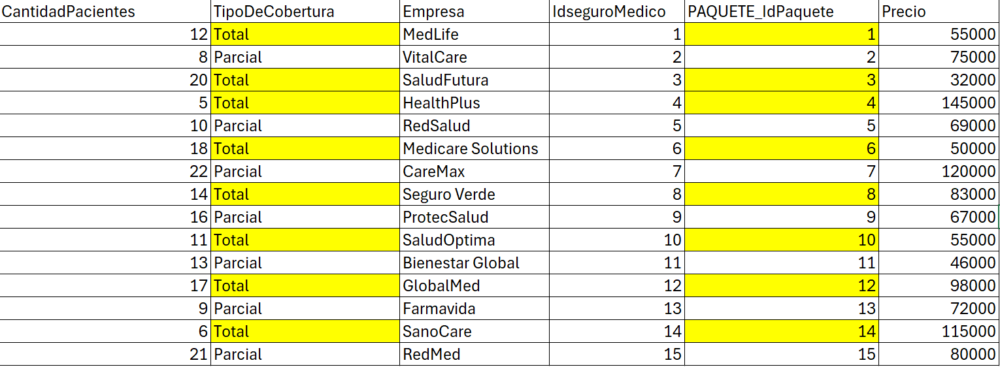 CantidadPacientes TipoDeCobertura Empresa IdseguroMedico PAQUETE_IdPaquete Precio
12 Total MedLife 1 1 55000
8 Parcial VitalCare 2 2 75000
20 Total SaludFutura 3 3 32000
5 Total HealthPlus 4 4 145000
10 Parcial RedSalud 5 5 69000
18 Total Medicare Solutions 6 6 50000
22 Parcial CareMax 7 7 120000
14 Total Seguro Verde 8 8 83000
16 Parcial ProtecSalud 9 9 67000
11 Total SaludOptima 10 10 55000
13 Parcial Bienestar Global 11 11 46000
17 Total GlobalMed 12 12 98000
9 Parcial Farmavida 13 13 72000
6 Total SanoCare 14 14 115000
21 Parcial RedMed 15 15 80000